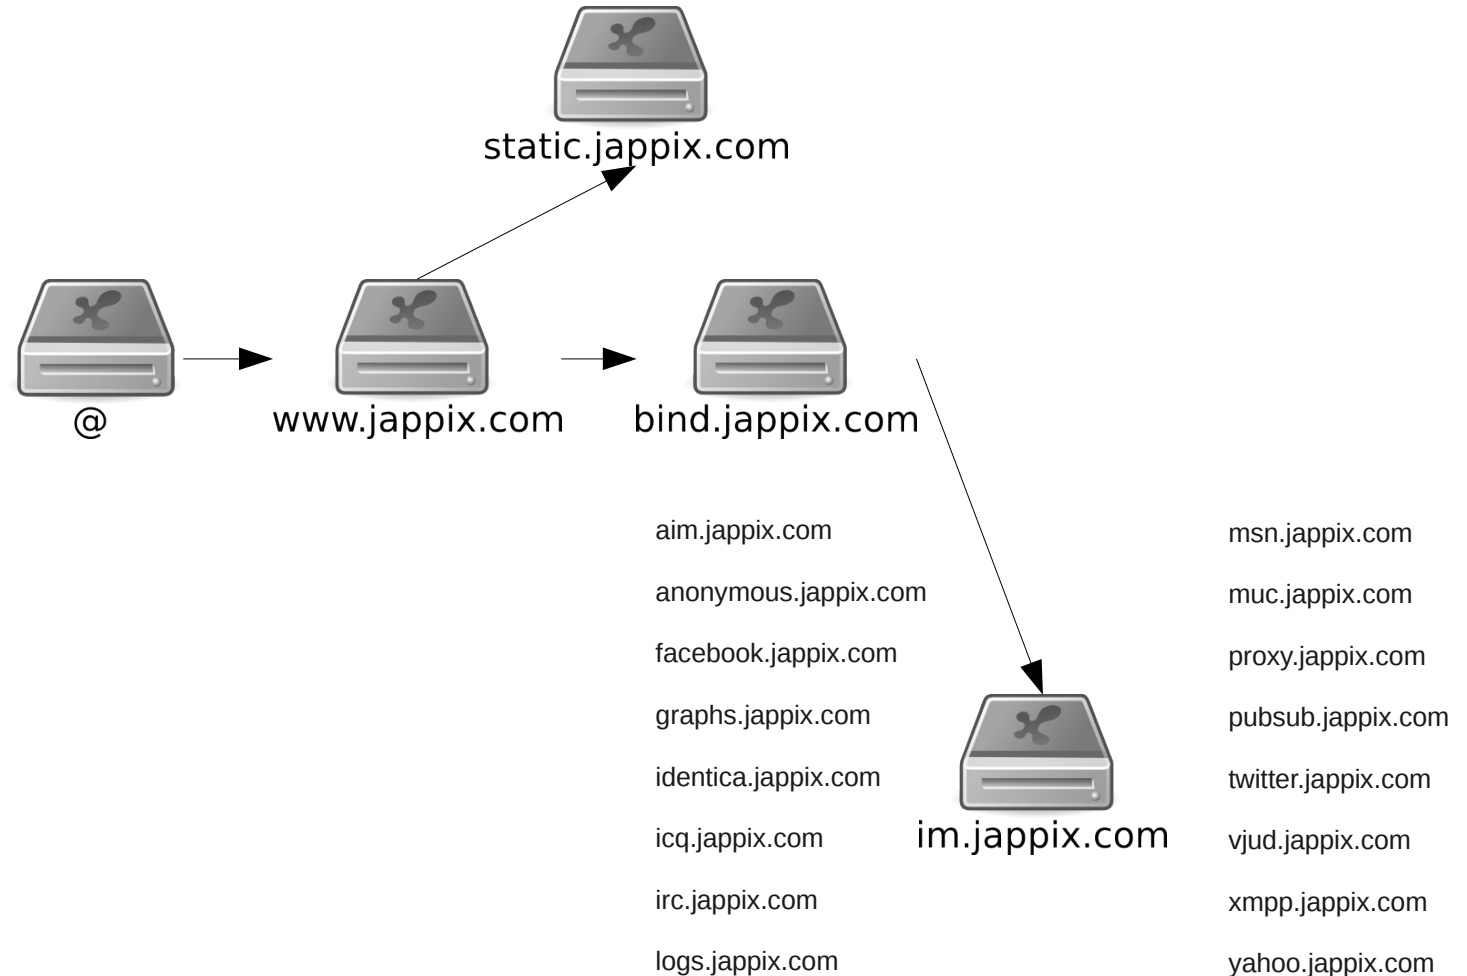 static.jappix.com
@
www.jappix.com
bind.jappix.com
aim.jappix.com
anonymous.jappix.com
facebook.jappix.com
graphs.jappix.com
identica.jappix.com
icq.jappix.com
irc.jappix.com
logs.jappix.com
im.jappix.com
msn.jappix.com
muc.jappix.com
proxy.jappix.com
pubsub.jappix.com
twitter.jappix.com
vjud.jappix.com
xmpp.jappix.com
yahoo.jappix.com